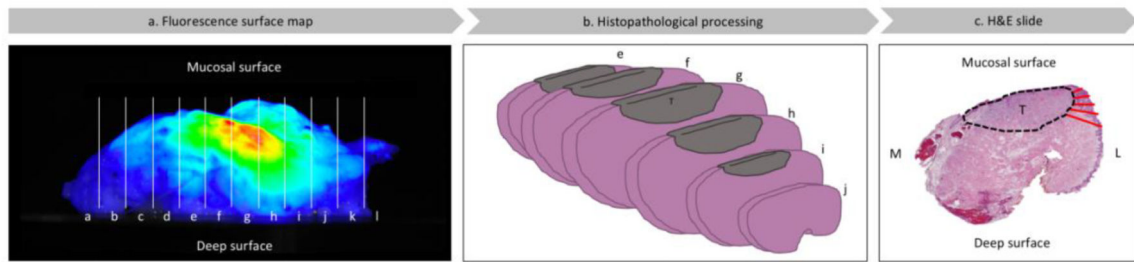 a. Fluorescence surface map
b. Histopathological processing
c. H&E slide
Mucosal surface
a b c d e f g h i j k l
Deep surface
e
f
g
T
h
i
j
Mucosal surface
T
M
L
Deep surface